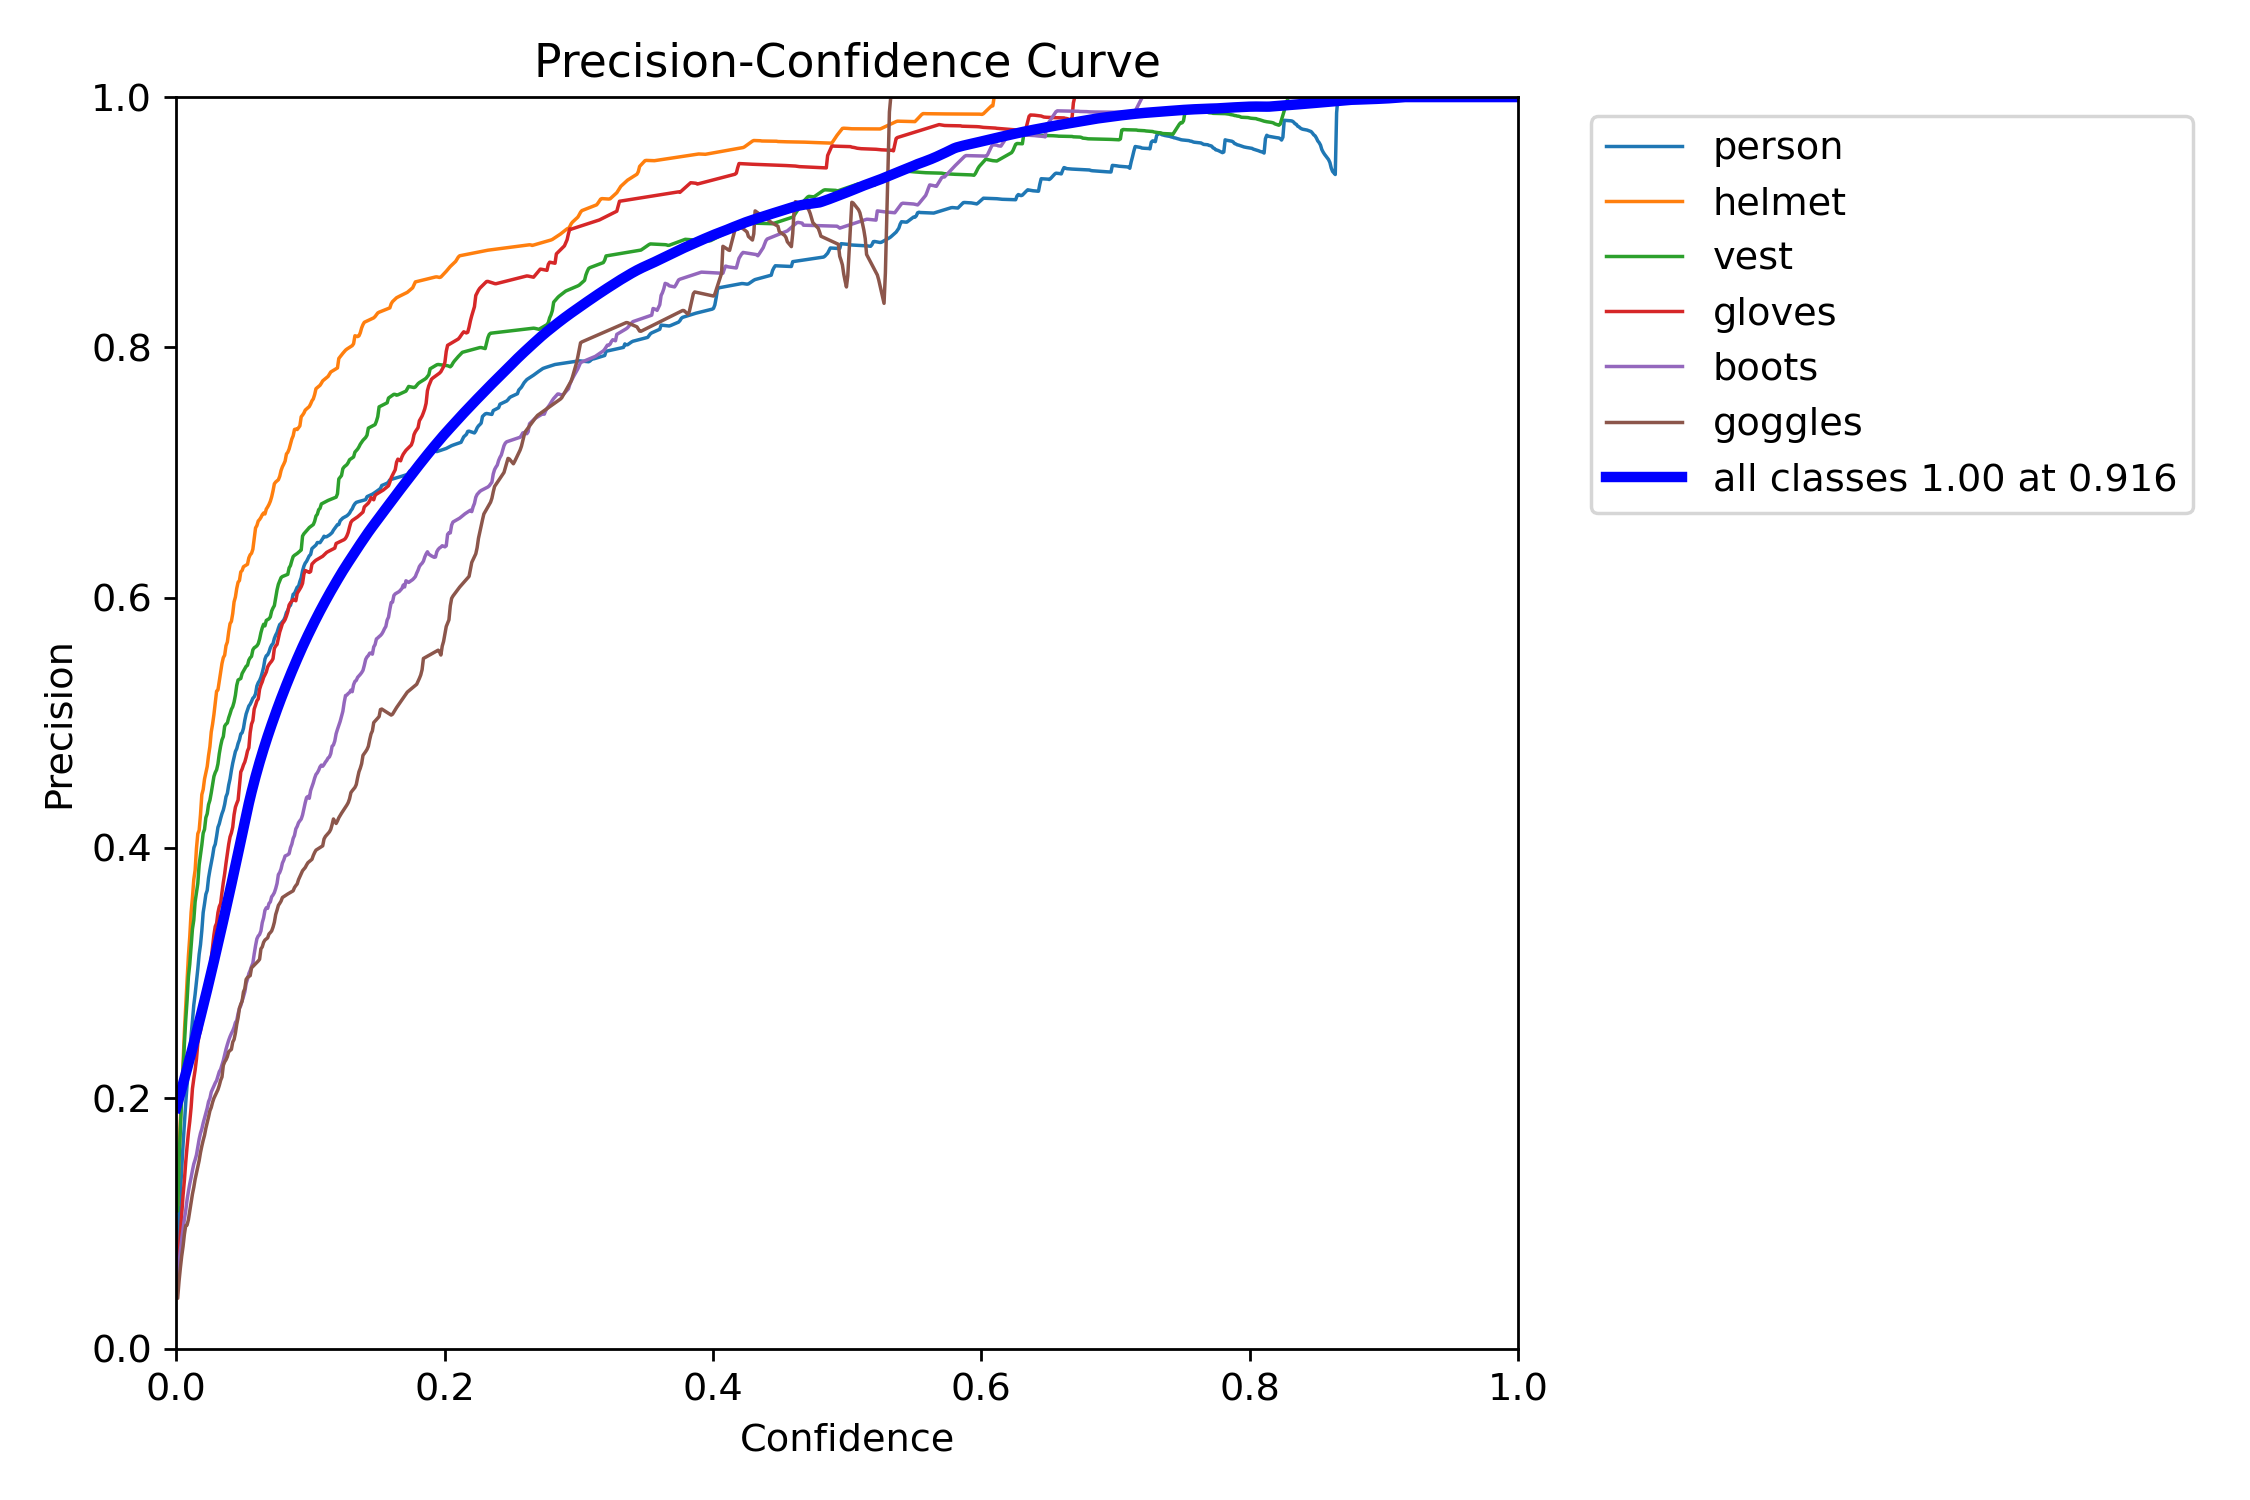 Precision-Confidence Curve
1.0
0.8
0.6
0.4
0.2
0.0
Precision
0.0 0.2 0.4 0.6 0.8 1.0
Confidence
person
helmet
vest
gloves
boots
goggles
all classes 1.00 at 0.916